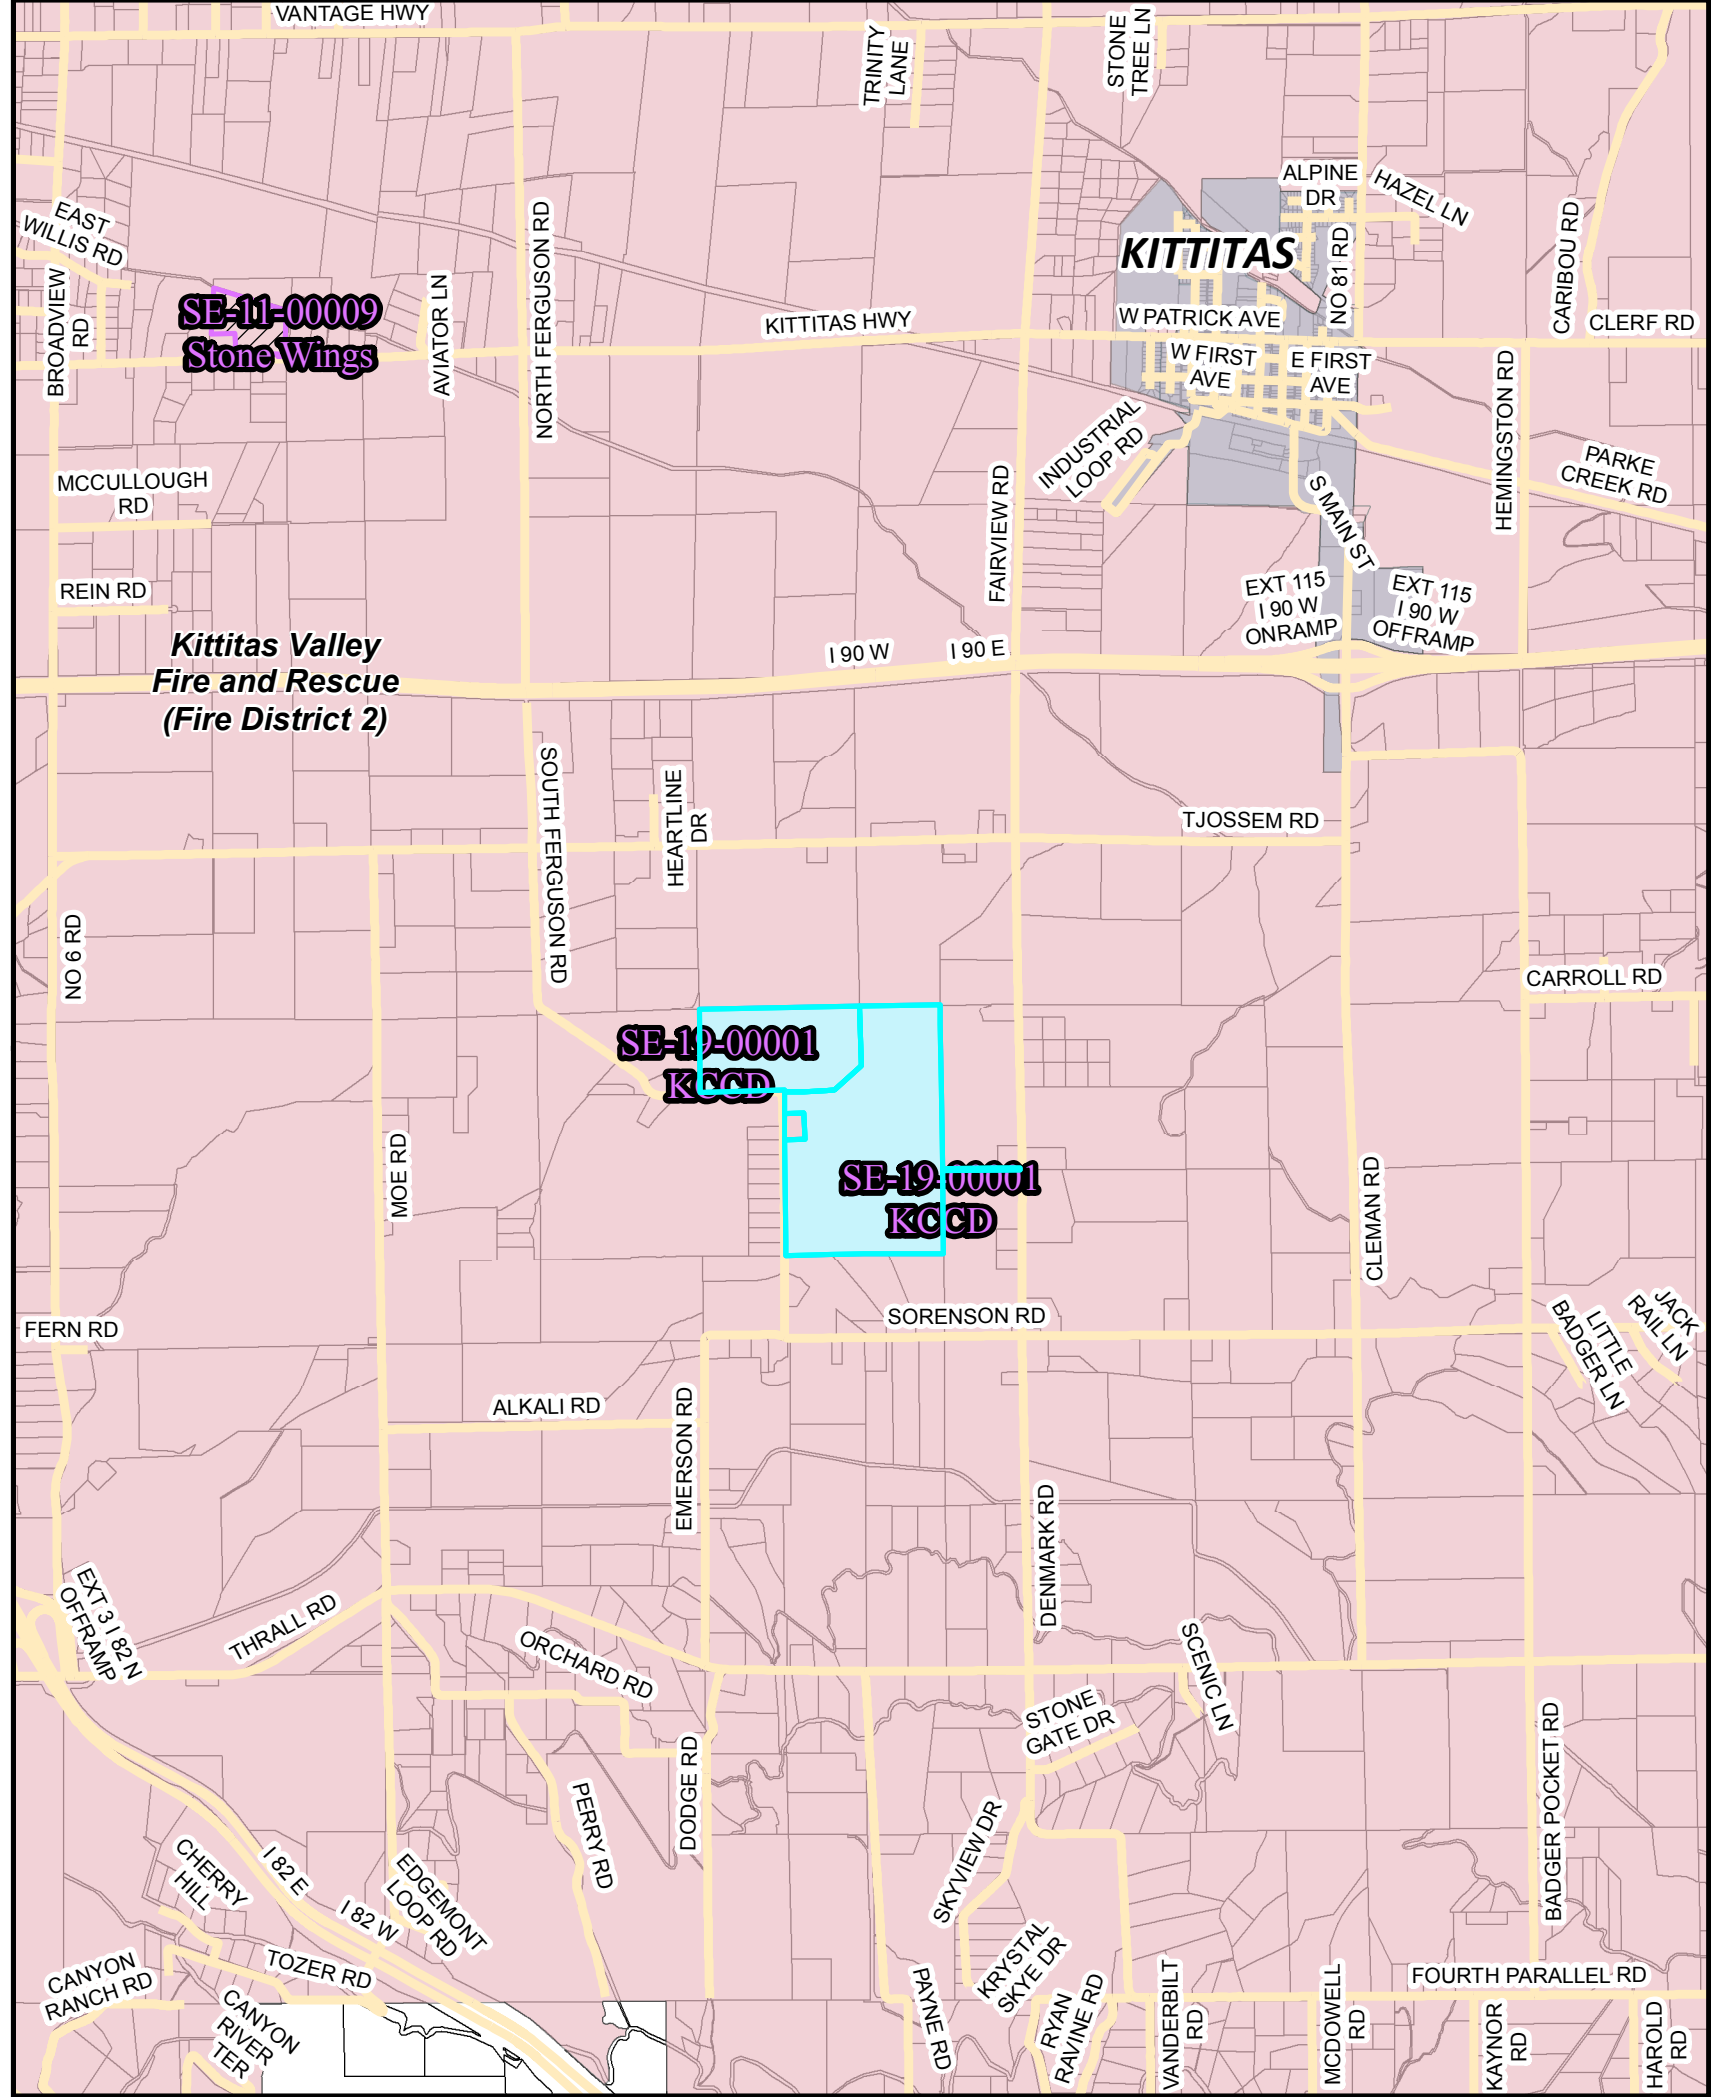 VANTAGE HWY
TRINITY
LANE
STONE
TREE LN
ALPINE
DR
HAZEL LN
EAST
WILLIS RD
KITTITAS
NO 81 RD
CARIBOU RD
NORTH FERGUSON RD
BROADVIEW
RD
SE-11-00009
Stone Wings
AVIATOR LN
KITTITAS HWY
W PATRICK AVE
CLERF RD
W FIRST
AVE
E FIRST
AVE
HEMINGSTON RD
INDUSTRIAL
LOOP RD
PARKE
CREEK RD
MCCULLOUGH
RD
FAIRVIEW RD
S MAIN ST
REIN RD
EXT 115
I 90 W
ONRAMP
EXT 115
I 90 W
OFFRAMP
Kittitas Valley
Fire and Rescue
(Fire District 2)
I 90 W
I 90 E
SOUTH FERGUSON RD
HEARTLINE
DR
TJOSSEM RD
NO 6 RD
CARROLL RD
SE-19-00001
KCCD
MOE RD
SE-19-00001
KCCD
CLEMAN RD
FERN RD
SORENSON RD
LITTLE
BADGER LN
JACK
RAIL LN
ALKALI RD
EMERSON RD
DENMARK RD
EXT 3 I 82 N
OFFRAMP
THRALL RD
ORCHARD RD
SCENIC LN
STONE
GATE DR
DODGE RD
PERRY RD
BADGER POCKET RD
SKYVIEW DR
CHERRY
HILL
I 82 E
EDGEMONT
LOOP RD
I 82 W
KRYSTAL
SKYE DR
CANYON
RANCH RD
TOZER RD
FOURTH PARALLEL RD
CANYON
RIVER
TER
PAYNE RD
RYAN
RAVINE RD
VANDERBILT
RD
MCDOWELL
RD
KAYNOR
RD
HAROLD
RD